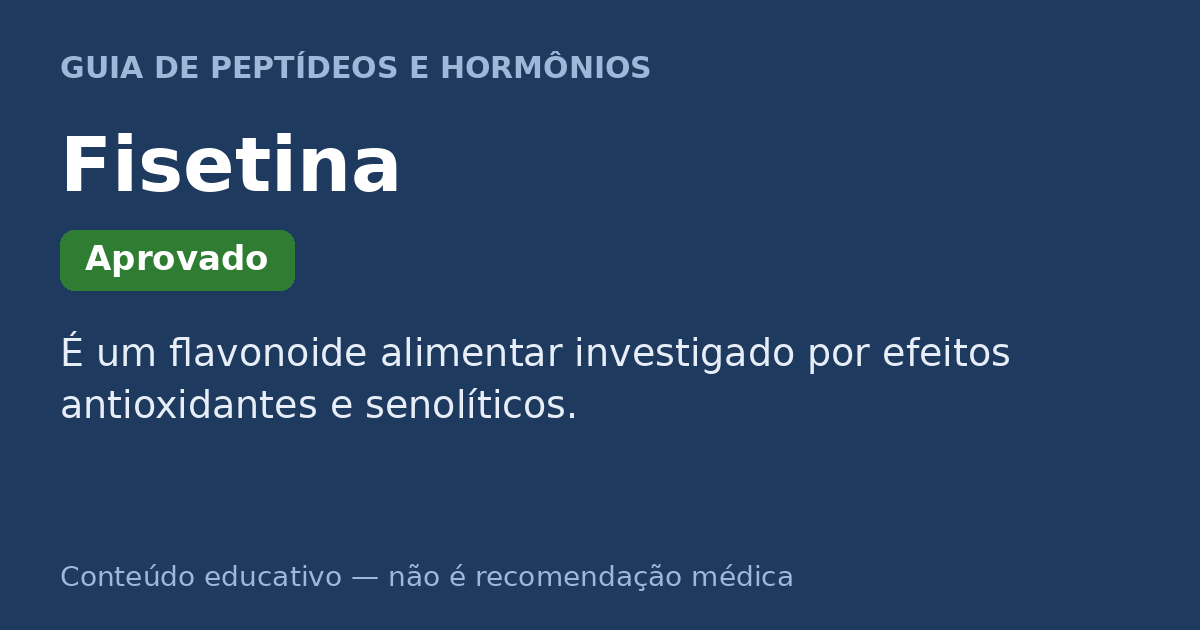 GUIA DE PEPTÍDEOS E HORMÔNIOS
Fisetina
Aprovado
É um flavonoide alimentar investigado por efeitos
antioxidantes e senolíticos.
Conteúdo educativo — não é recomendação médica